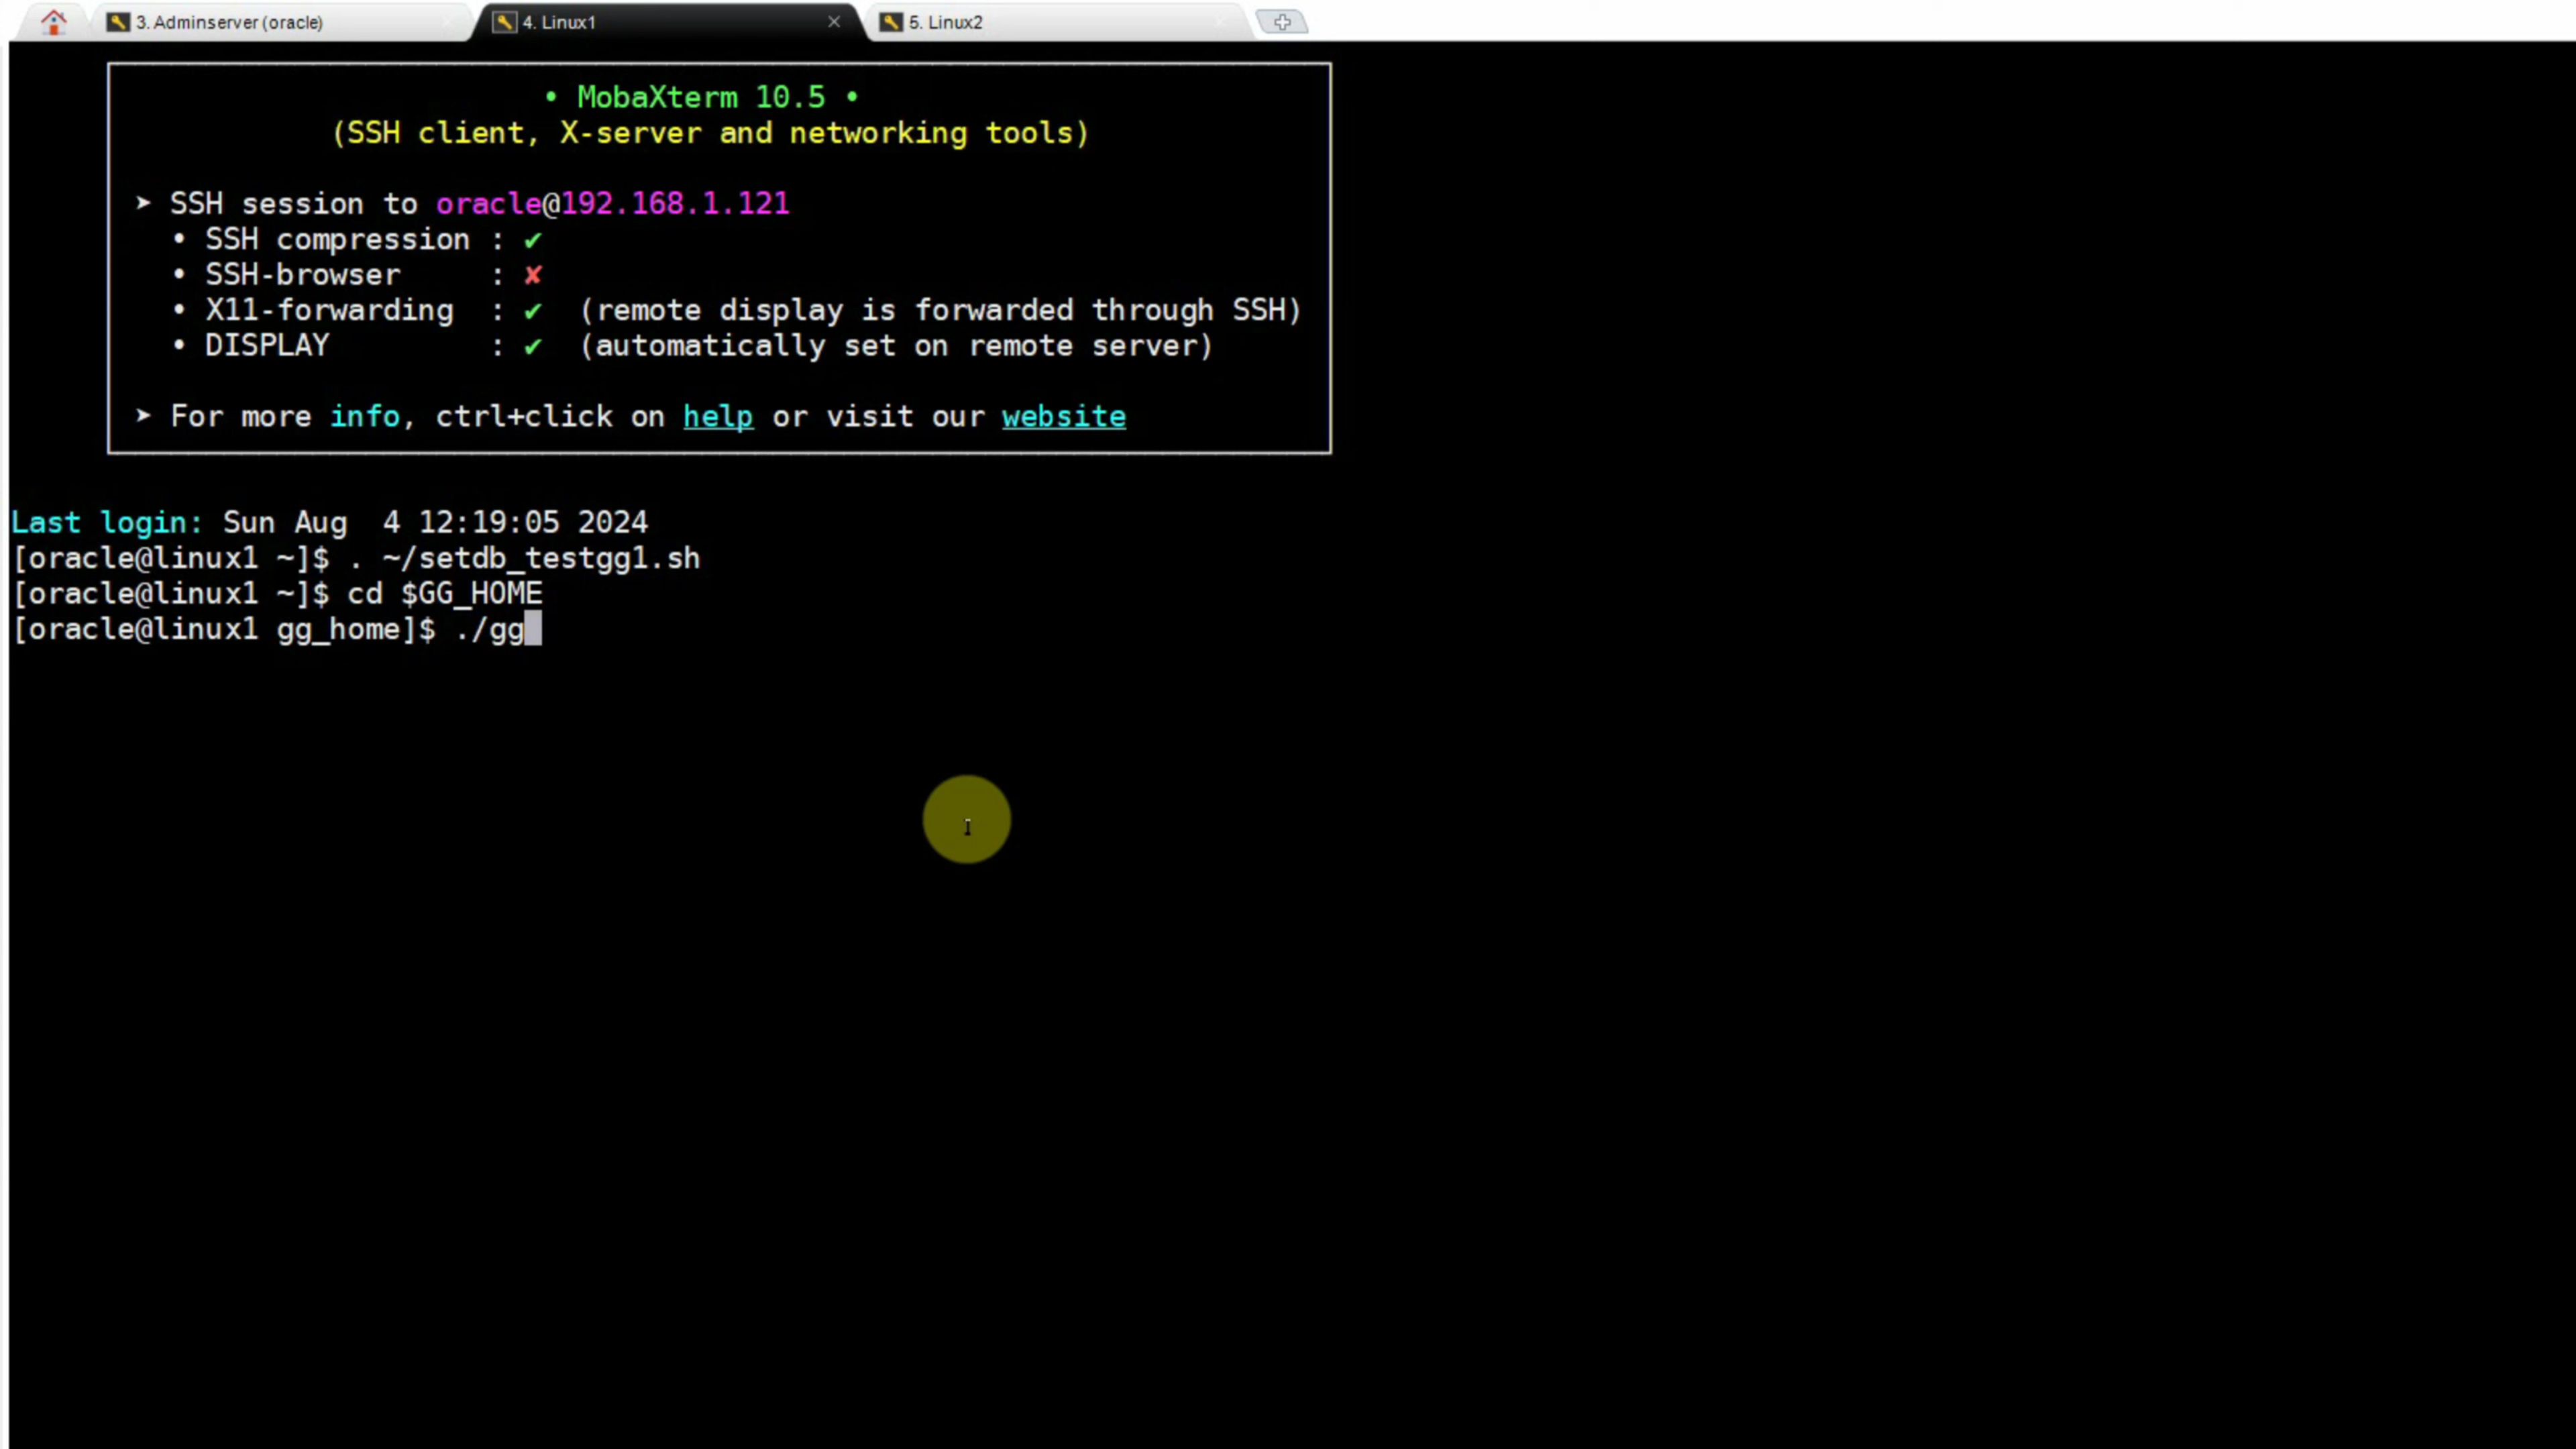 3. Adminserver (oracle)
4. Linux1
5. Linux2
• MobaXterm 10.5 •
(SSH client, X-server and networking tools)
➤ SSH session to oracle@192.168.1.121
• SSH compression : ✔
• SSH-browser : ✘
• X11-forwarding : ✔ (remote display is forwarded through SSH)
• DISPLAY : ✔ (automatically set on remote server)
➤ For more info, ctrl+click on help or visit our website
Last login: Sun Aug  4 12:19:05 2024
[oracle@linux1 ~]$ . ~/setdb_testgg1.sh
[oracle@linux1 ~]$ cd $GG_HOME
[oracle@linux1 gg_home]$ ./gg